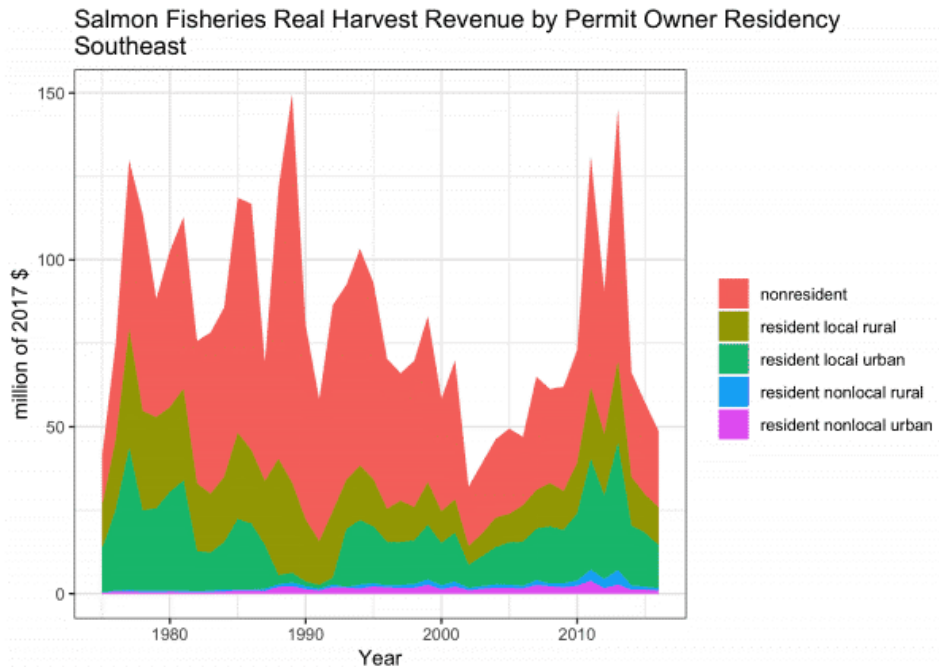 Salmon Fisheries Real Harvest Revenue by Permit Owner Residency
Southeast
150
100
50
0
million of 2017 $
1980
1990
2000
2010
Year
nonresident
resident local rural
resident local urban
resident nonlocal rural
resident nonlocal urban